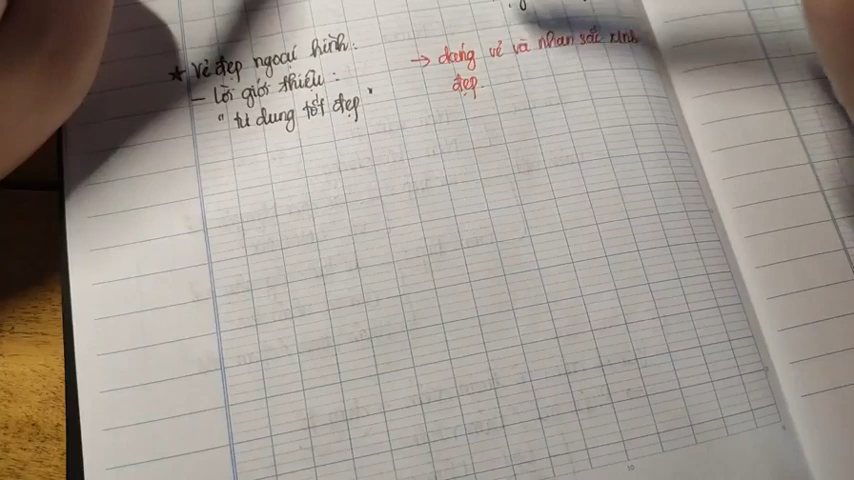 ★ Vẻ đẹp ngoại hình:
→ dáng vẻ và nhan sắc xinh
đẹp.
- Lời giới thiệu:
" tư dung tốt đẹp "